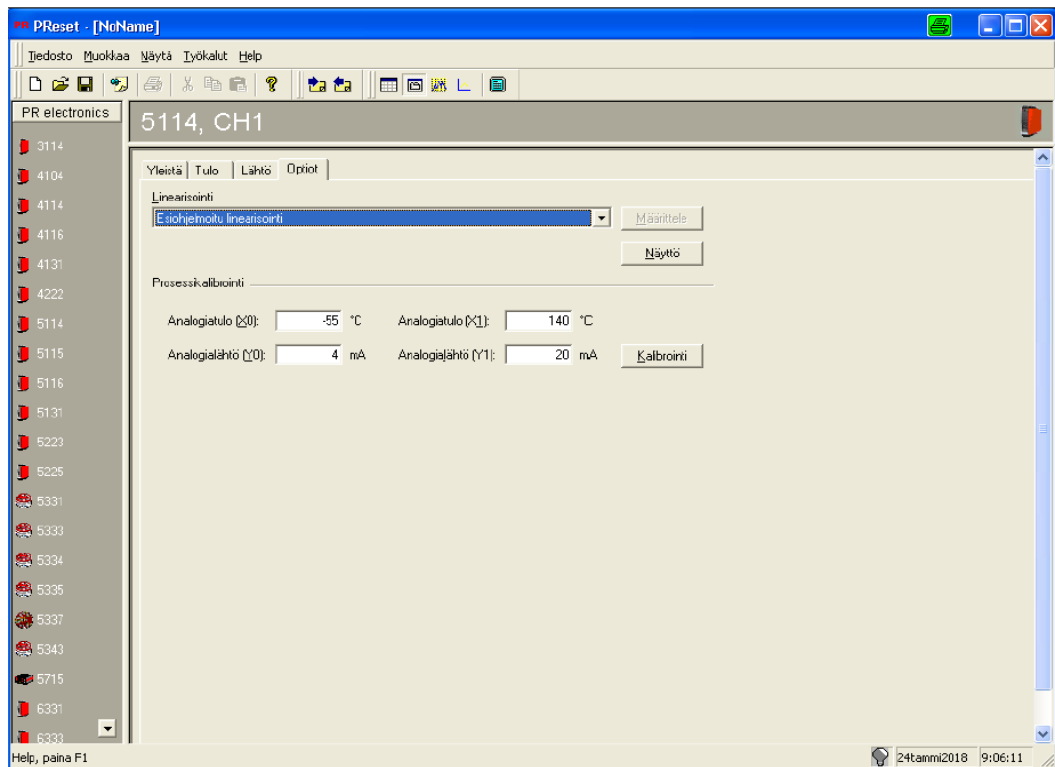 PR PReset - [NoName]
Tiedosto Muokkaa Näytä Työkalut Help
PR electronics
5114, CH1
3114
4104
4114
4116
4131
4222
5114
5115
5116
5131
5223
5225
5331
5333
5334
5335
5337
5343
5715
6331
6333
Yleistä Tulo Lähtö Optiot
Linearisointi
Esiohjelmoitu linearisointi
Määrittele
Näyttö
Prosessikalibrointi
Analogiatulo (X0): -55 °C Analogiatulo (X1): 140 °C
Analogialähtö (Y0): 4 mA Analogialähtö (Y1): 20 mA Kalibrointi
Help, paina F1 24tammi2018 9:06:11